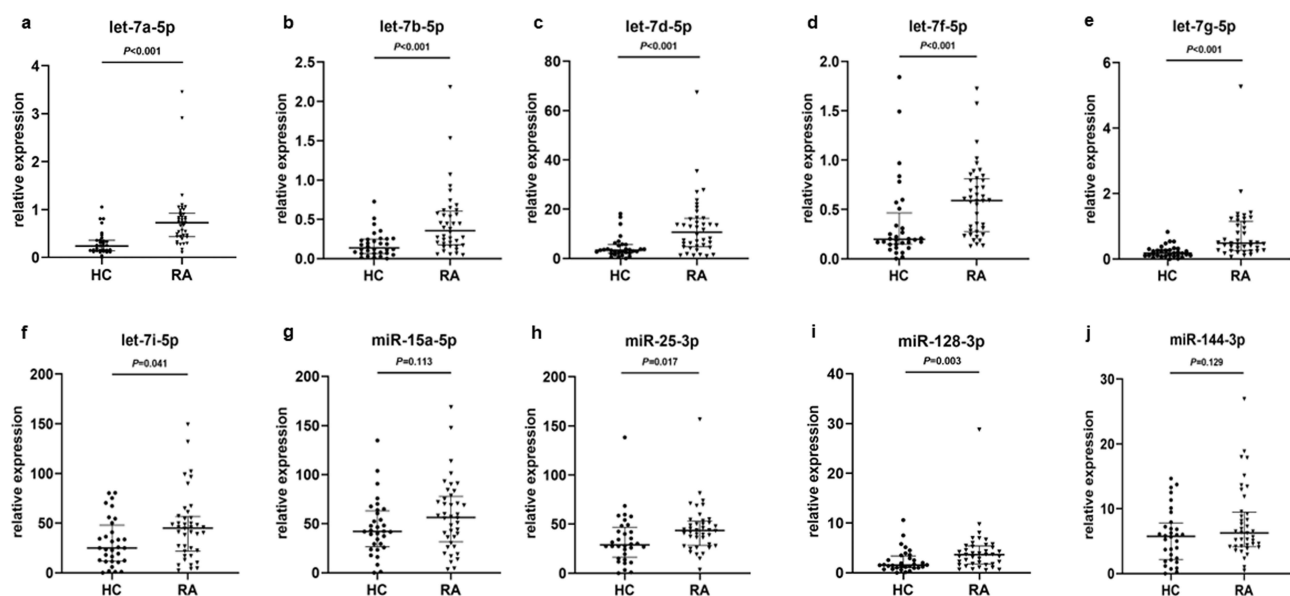 a
let-7a-5p
P<0.001
relative expression
4
3
2
1
0
HC RA
b
let-7b-5p
P<0.001
relative expression
2.5
2.0
1.5
1.0
0.5
0.0
HC RA
c
let-7d-5p
P<0.001
relative expression
80
60
40
20
0
HC RA
d
let-7f-5p
P<0.001
relative expression
2.0
1.5
1.0
0.5
0.0
HC RA
e
let-7g-5p
P<0.001
relative expression
6
4
2
0
HC RA
f
let-7i-5p
P=0.041
relative expression
200
150
100
50
0
HC RA
g
miR-15a-5p
P=0.113
relative expression
200
150
100
50
0
HC RA
h
miR-25-3p
P=0.017
relative expression
200
150
100
50
0
HC RA
i
miR-128-3p
P=0.003
relative expression
40
30
20
10
0
HC RA
j
miR-144-3p
P=0.129
relative expression
30
20
10
0
HC RA